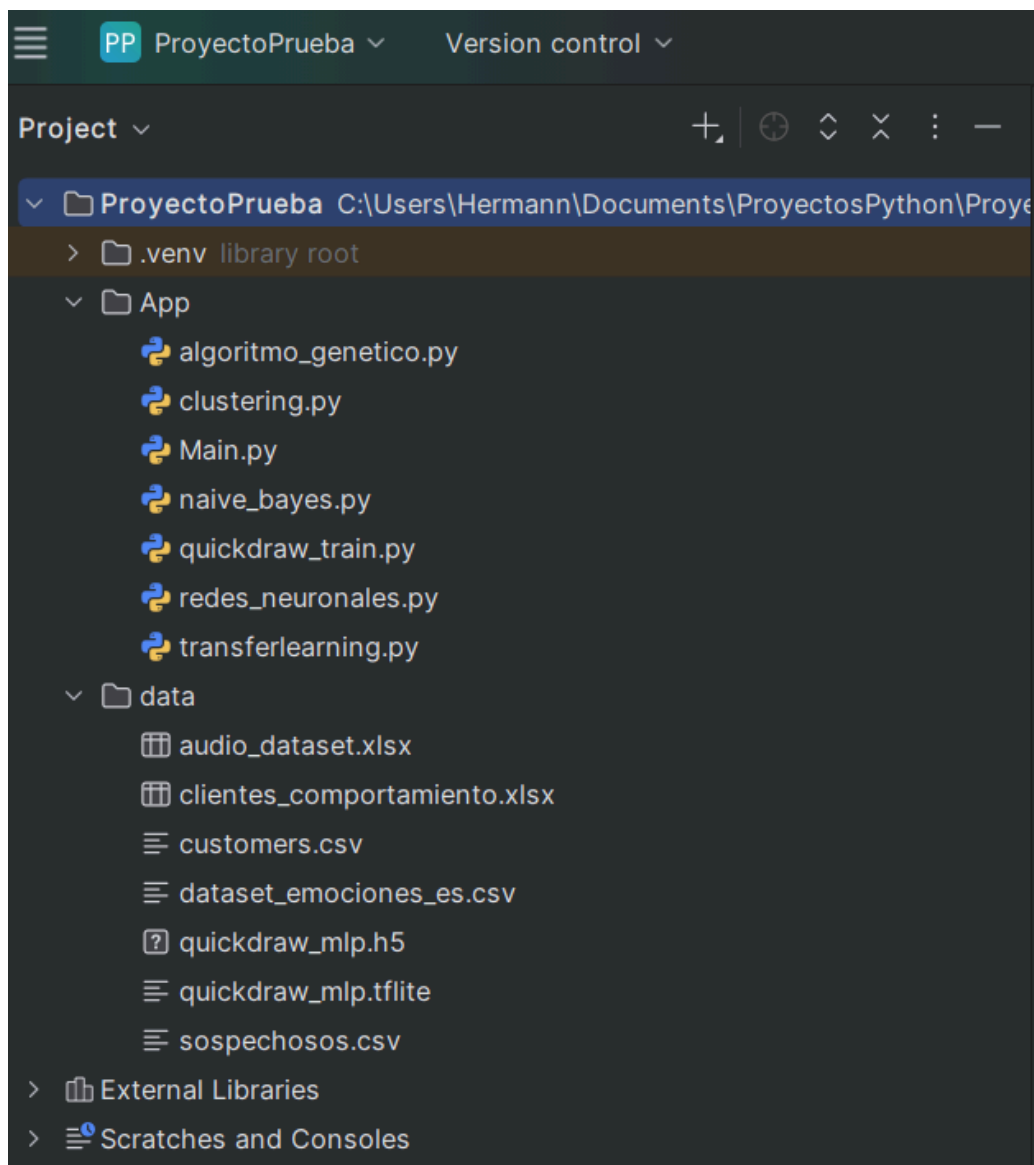 PP ProyectoPrueba Version control
Project
ProyectoPrueba C:\Users\Hermann\Documents\ProyectosPython\Proye
.venv library root
App
algoritmo_genetico.py
clustering.py
Main.py
naive_bayes.py
quickdraw_train.py
redes_neuronales.py
transferlearning.py
data
audio_dataset.xlsx
clientes_comportamiento.xlsx
customers.csv
dataset_emociones_es.csv
quickdraw_mlp.h5
quickdraw_mlp.tflite
sospechosos.csv
External Libraries
Scratches and Consoles